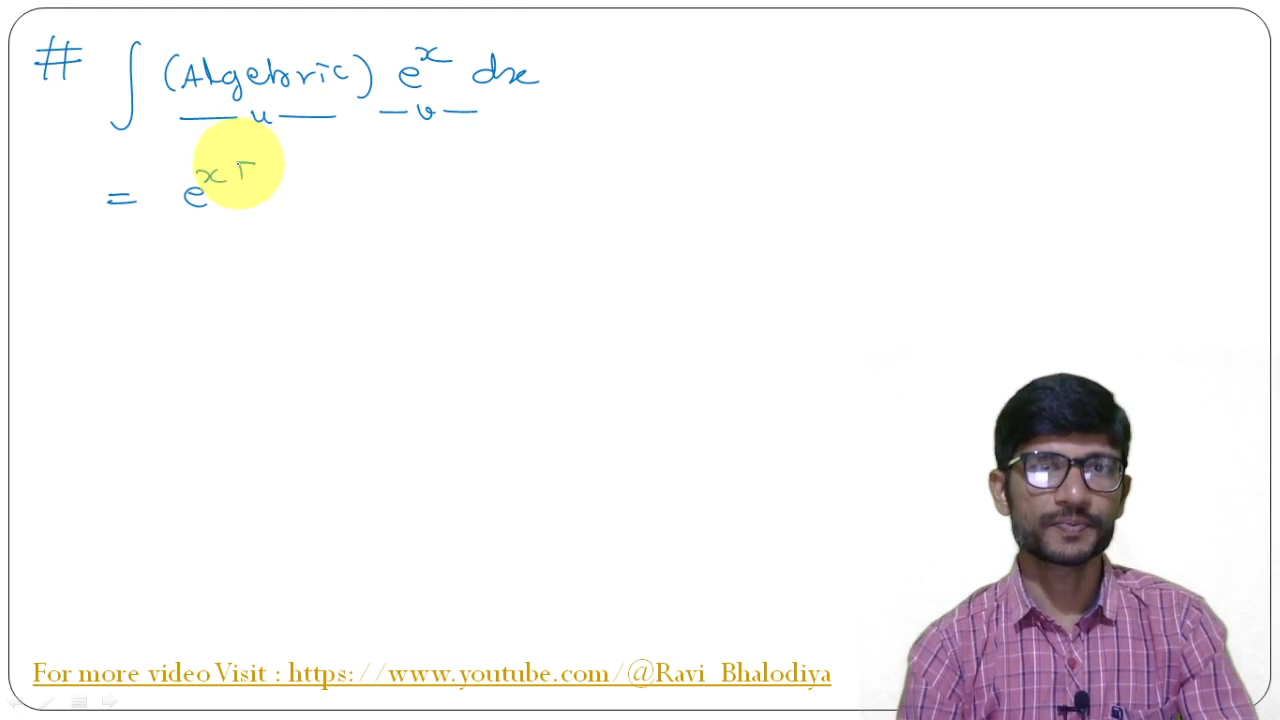 # ∫ (Algebric) e^x dx
— u — — v —
= e^x [
For more video Visit : https://www.youtube.com/@Ravi_Bhalodiya